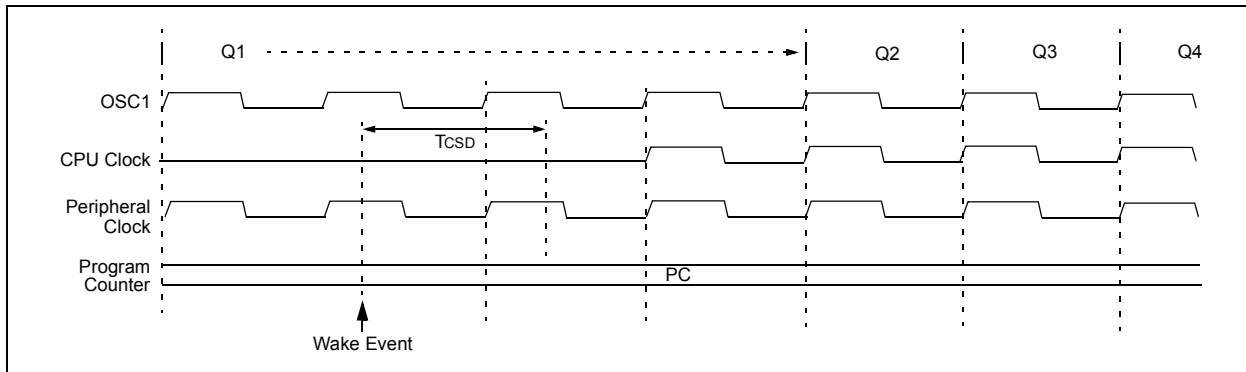 Q1
Q2
Q3
Q4
OSC1
TCSD
CPU Clock
Peripheral
Clock
Program
Counter
PC
Wake Event